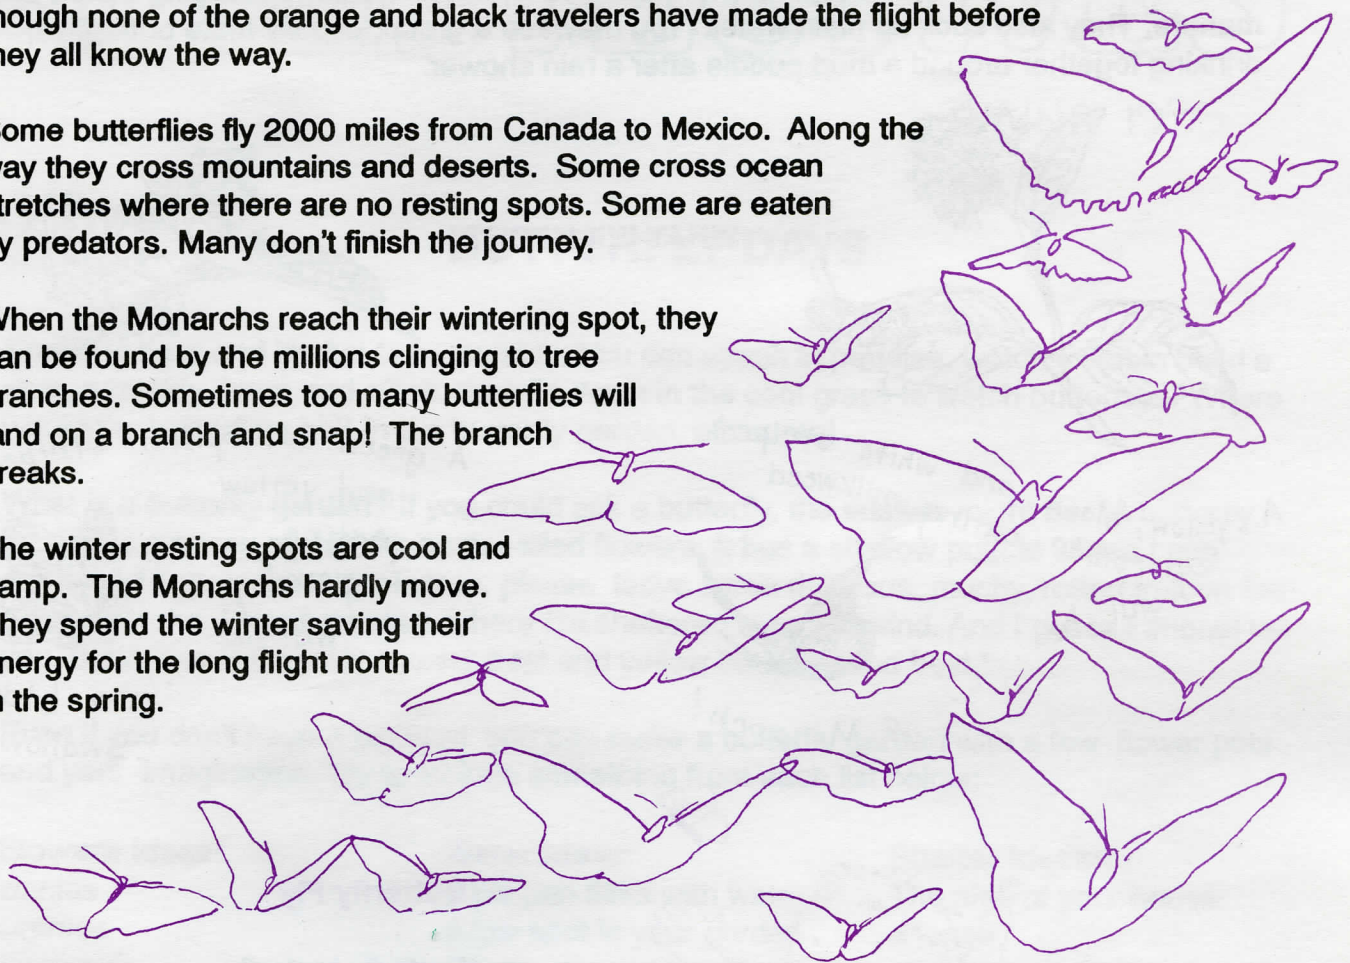 hough none of the orange and black travelers have made the flight before
hey all know the way.
ome butterflies fly 2000 miles from Canada to Mexico. Along the
way they cross mountains and deserts. Some cross ocean
tretches where there are no resting spots. Some are eaten
y predators. Many don't finish the journey.
When the Monarchs reach their wintering spot, they
an be found by the millions clinging to tree
ranches. Sometimes too many butterflies will
and on a branch and snap! The branch
reaks.
he winter resting spots are cool and
amp. The Monarchs hardly move.
They spend the winter saving their
nergy for the long flight north
n the spring.